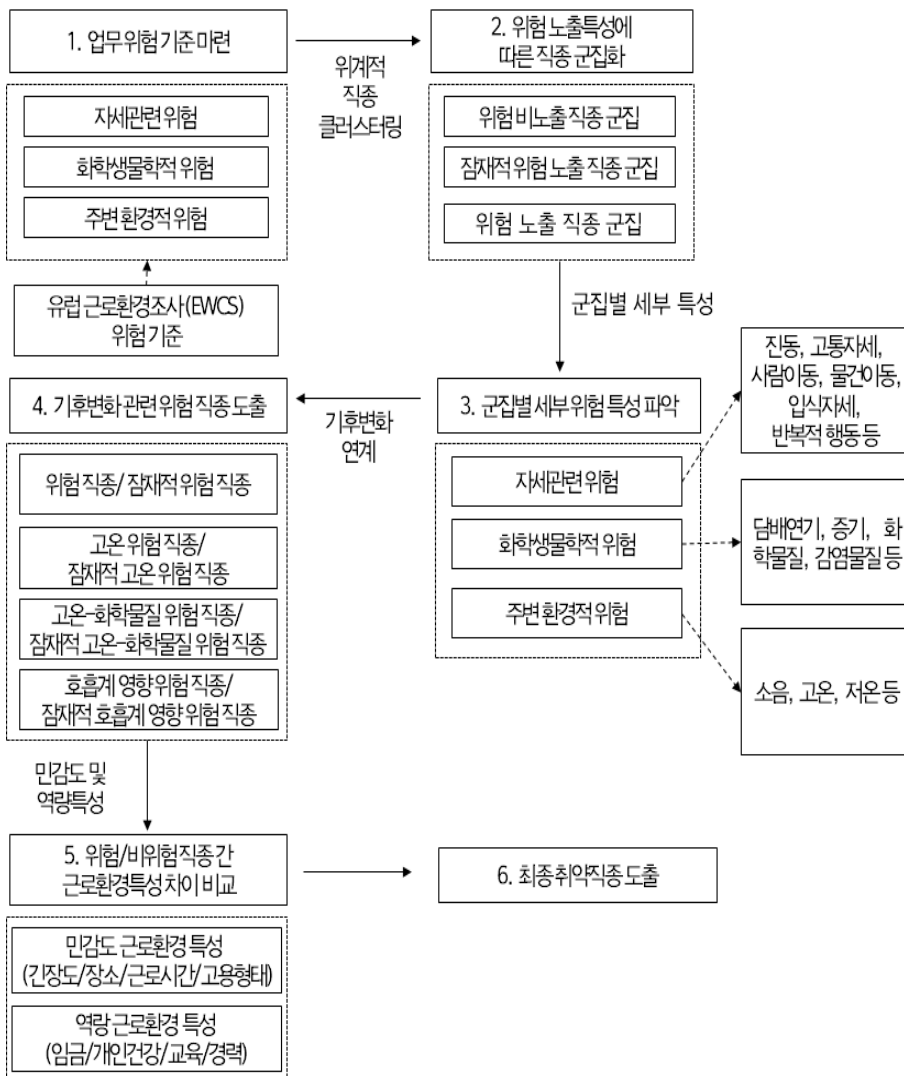 1. 업무위험 기준 마련
위계적
직종
클러스터링
2. 위험 노출특성에
따른 직종 군집화
자세관련 위험
화학생물학적 위험
주변 환경적 위험
유럽 근로환경조사(EWCS)
위험 기준
위험 비노출 직종 군집
잠재적 위험 노출 직종 군집
위험 노출 직종 군집
군집별 세부 특성
3. 군집별 세부 위험 특성 파악
자세관련 위험
화학생물학적 위험
주변 환경적 위험
진동, 고통자세,
사람이동, 물건이동,
입식자세,
반복적 행동 등
담배연기, 증기, 화
학물질, 감염물질 등
소음, 고온, 저온 등
기후변화
연계
4. 기후변화 관련 위험 직종 도출
위험 직종/ 잠재적 위험 직종
고온 위험 직종/
잠재적 고온 위험 직종
고온-화학물질 위험 직종/
잠재적 고온-화학물질 위험 직종
호흡계 영향 위험 직종/
잠재적 호흡계 영향 위험 직종
민감도 및
역량특성
5. 위험/비위험직종 간
근로환경특성 차이 비교
민감도 근로환경 특성
(긴장도/장소/근로시간/고용형태)
역량 근로환경 특성
(임금/개인건강/교육/경력)
6. 최종 취약직종 도출